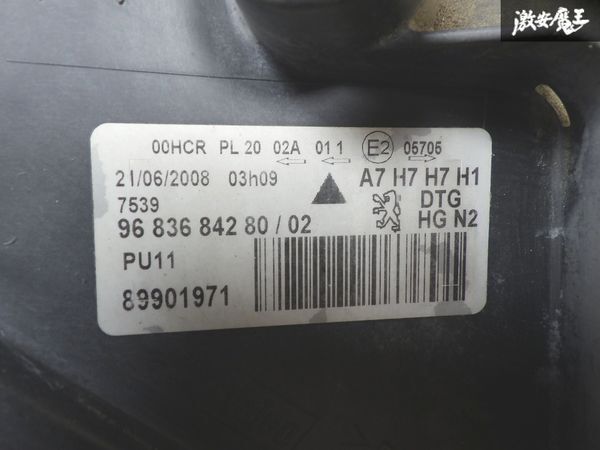 激安魔王
00HCR PL 20 02A 01 1 E2 05705
21/06/2008 03h09 A7 H7 H7 H1
7539 DTG
96 836 842 80 / 02 HG N2
PU11
89901971